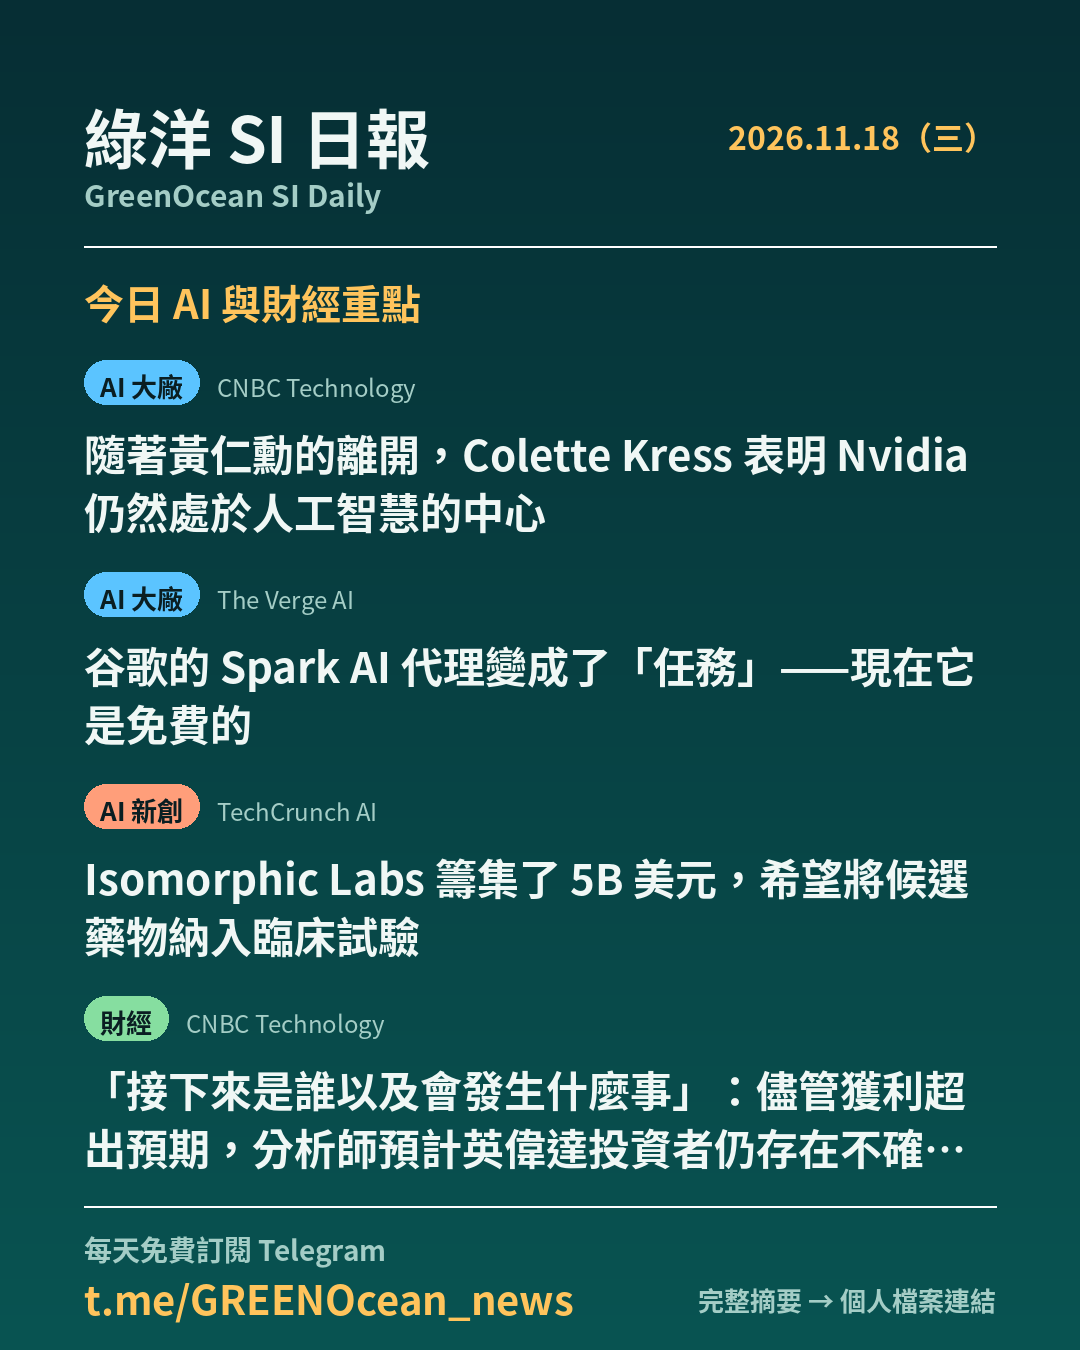 綠洋 SI 日報
2026.11.18（三）
GreenOcean SI Daily
今日 AI 與財經重點
AI 大廠 CNBC Technology
隨著黃仁勳的離開，Colette Kress 表明 Nvidia
仍然處於人工智慧的中心
AI 大廠 The Verge AI
谷歌的 Spark AI 代理變成了「任務」——現在它
是免費的
AI 新創 TechCrunch AI
Isomorphic Labs 籌集了 5B 美元，希望將候選
藥物納入臨床試驗
財經 CNBC Technology
「接下來是誰以及會發生什麼事」：儘管獲利超
出預期，分析師預計英偉達投資者仍存在不確…
每天免費訂閱 Telegram
t.me/GREENOcean_news
完整摘要 → 個人檔案連結